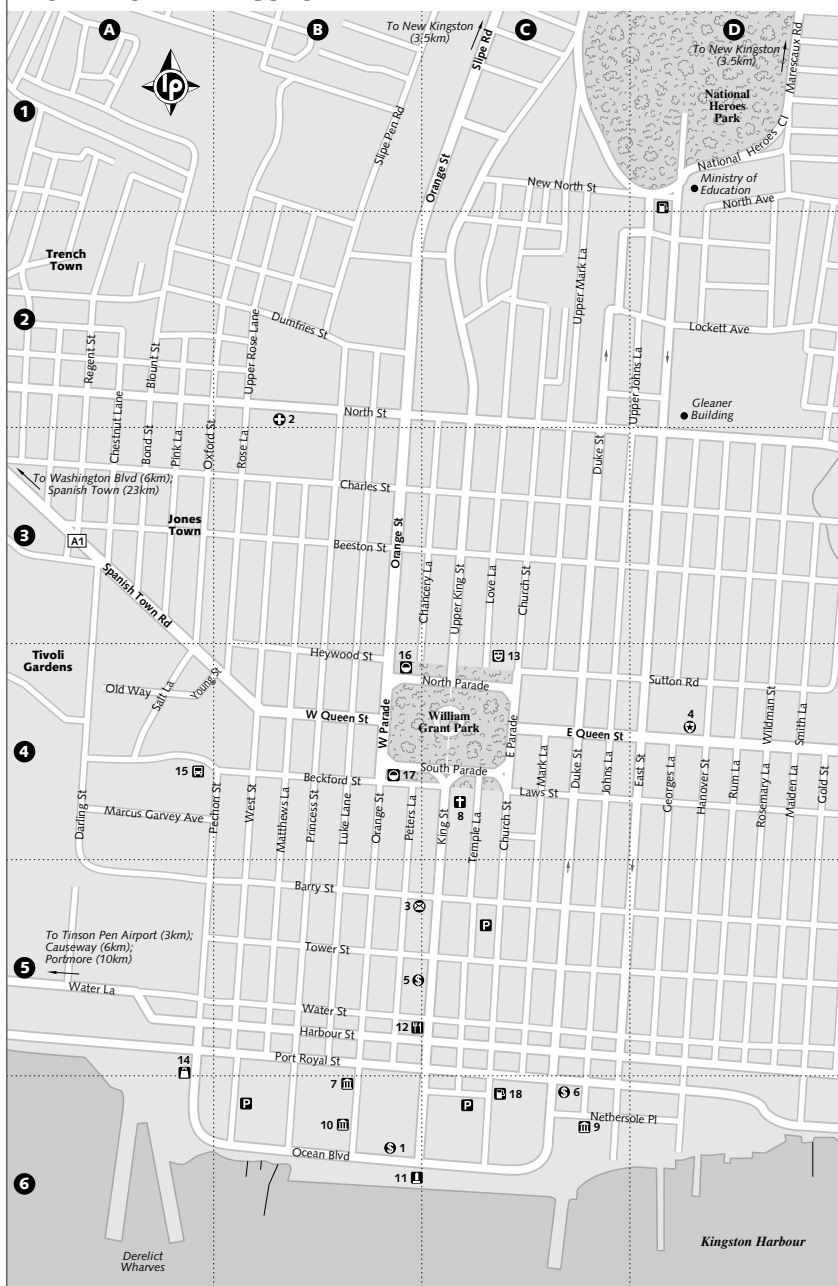 A
B
C
D
To New Kingston
(3.5km)
Slipe Rd
To New Kingston
(3.5km)
Marescaux Rd
lp
1
National
Heroes
Park
Slipe Pen Rd
Orange St
National Heroes Cl
New North St
Ministry of
Education
North Ave
Trench
Town
Upper Mark La
2
Dumfries St
Lockett Ave
Regent St
Blount St
Upper Rose Lane
Upper Johns La
Chestnut Lane
Bond St
Pink La
Oxford St
Rose La
2
North St
Gleaner
Building
Duke St
To Washington Blvd (6km);
Spanish Town (23km)
Charles St
3
Jones
Town
A1
Beeston St
Orange St
Chancery La
Upper King St
Love La
Church St
Spanish Town Rd
Tivoli
Gardens
Heywood St
16
13
North Parade
Sutton Rd
Old Way
Salt La
Young St
W Queen St
W Parade
William
Grant Park
E Parade
E Queen St
4
Wildman St
Smith La
4
15
Beckford St
17
South Parade
Mark La
Duke St
Johns La
East St
Georges La
Hanover St
Rum La
Rosemary La
Maiden La
Gold St
Laws St
8
Darling St
Marcus Garvey Ave
Pechon St
West St
Matthews La
Princess St
Luke Lane
Orange St
Peters La
King St
Temple La
Church St
Barry St
3
P
To Tinson Pen Airport (3km);
Causeway (6km);
Portmore (10km)
Tower St
5
5
Water La
Water St
12
Harbour St
14
Port Royal St
7
18
6
P
P
Nethersole Pl
10
9
1
Ocean Blvd
6
11
Kingston Harbour
Derelict
Wharves